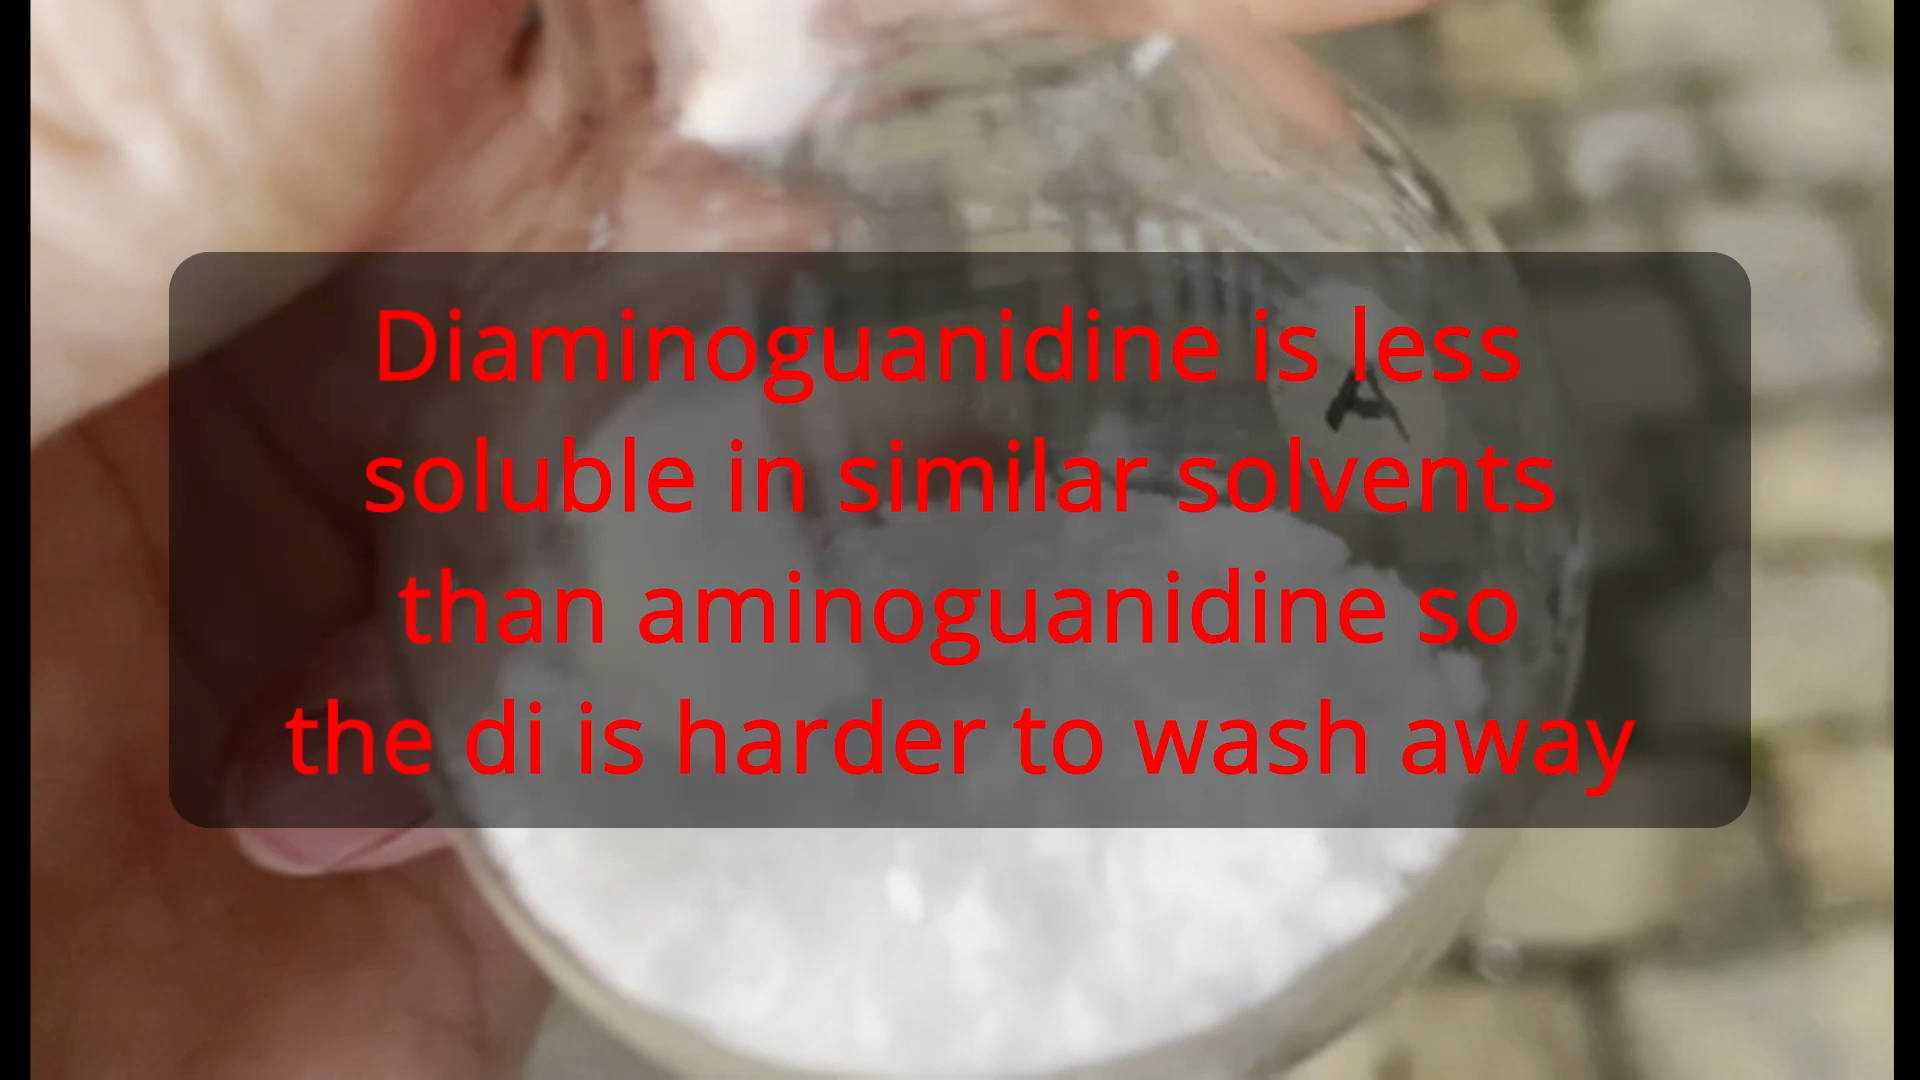 Diaminoguanidine is less
soluble in similar solvents
than aminoguanidine so
the di is harder to wash away
A